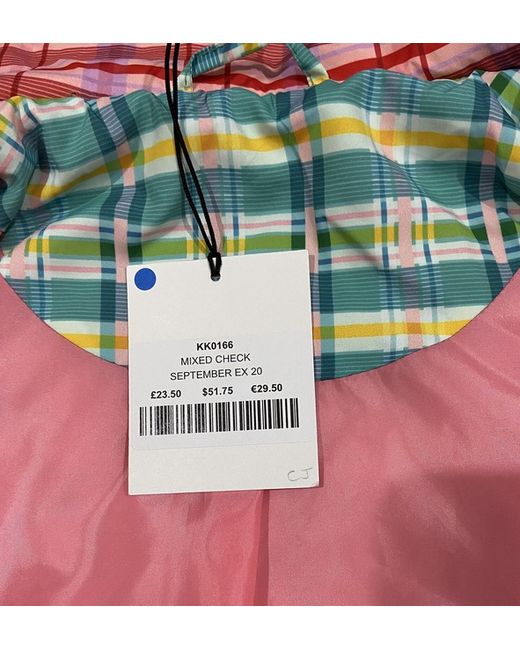 KK0166
MIXED CHECK
SEPTEMBER EX 20
£23.50 $51.75 €29.50
CJ